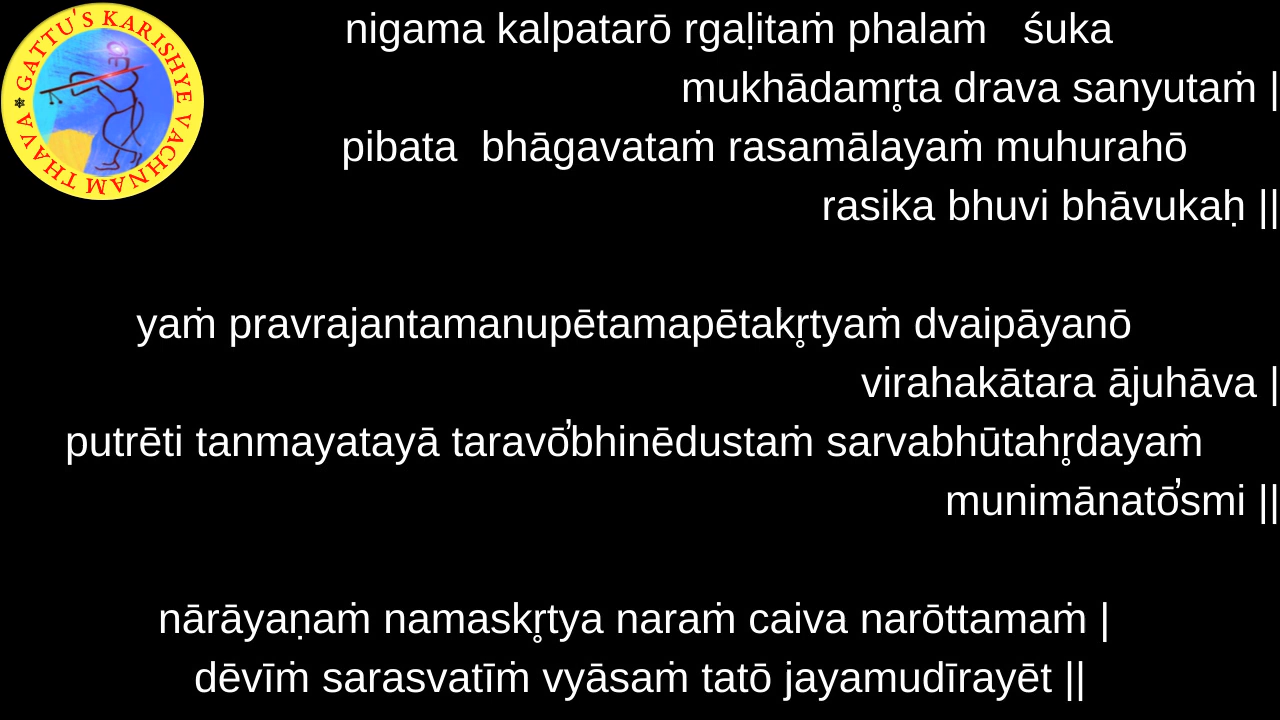 GATTU'S KARISHYE VACHNAM THAVA
nigama kalpatarō rgaḷitaṁ phalaṁ śuka
mukhādamr̥ta drava sanyutaṁ |
pibata bhāgavataṁ rasamālayaṁ muhurahō
rasika bhuvi bhāvukaḥ ||
yaṁ pravrajantamanupētamapētakr̥tyaṁ dvaipāyanō
virahakātara ājuhāva |
putrēti tanmayatayā taravō̕bhinēdustaṁ sarvabhūtahr̥dayaṁ
munimānatō̕smi ||
nārāyaṇaṁ namaskr̥tya naraṁ caiva narōttamaṁ |
dēvīṁ sarasvatīṁ vyāsaṁ tatō jayamudīrayēt ||